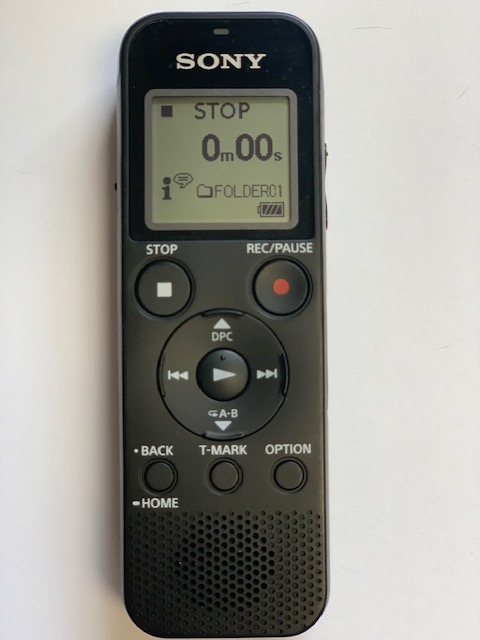 SONY
STOP
0m00s
FOLDER01
STOP REC/PAUSE
DPC
A-B
•BACK T-MARK OPTION
HOME